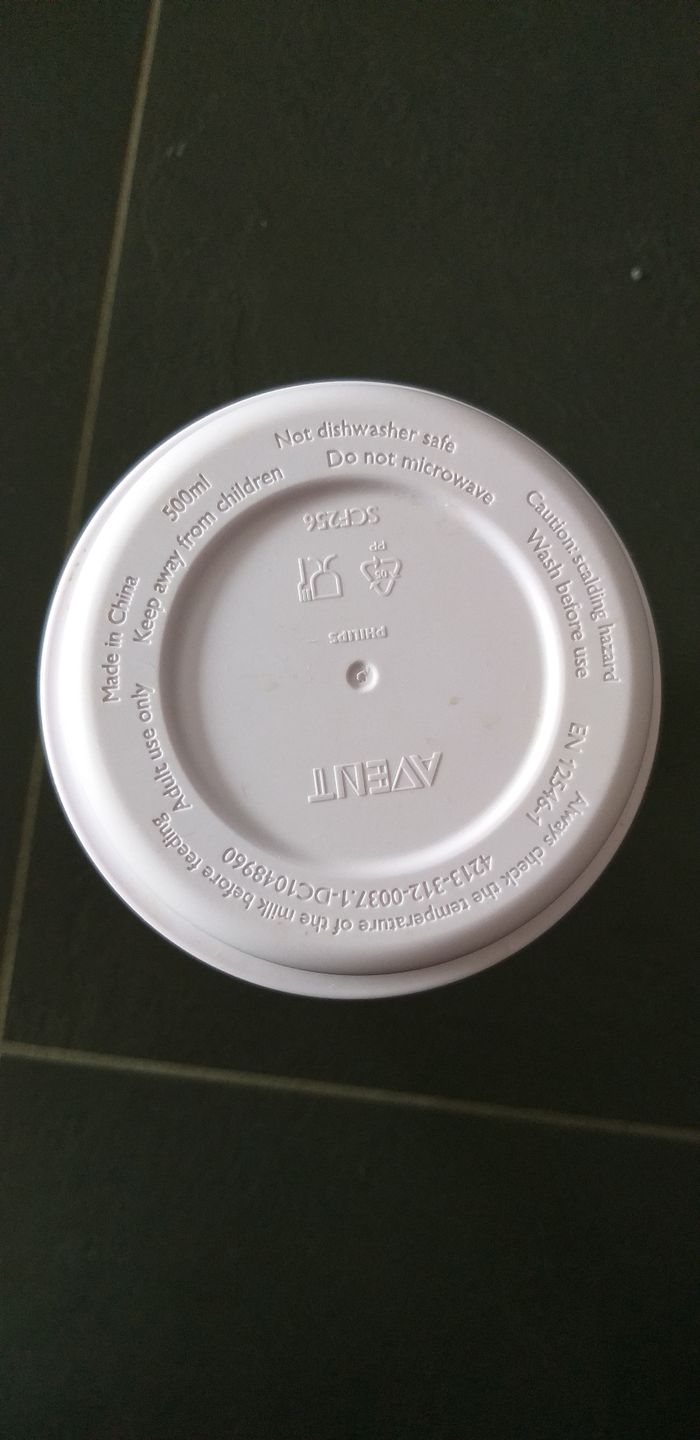 Not dishwasher safe
Do not microwave
Caution:scalding hazard
Wash before use
EN 12546-1
Always check the temperature of the milk before feeding
4213-312-0037.1-DC1048960
Adult use only
Made in China
Keep away from children
500ml
SCF256
05
PP
PHILIPS
AVENT